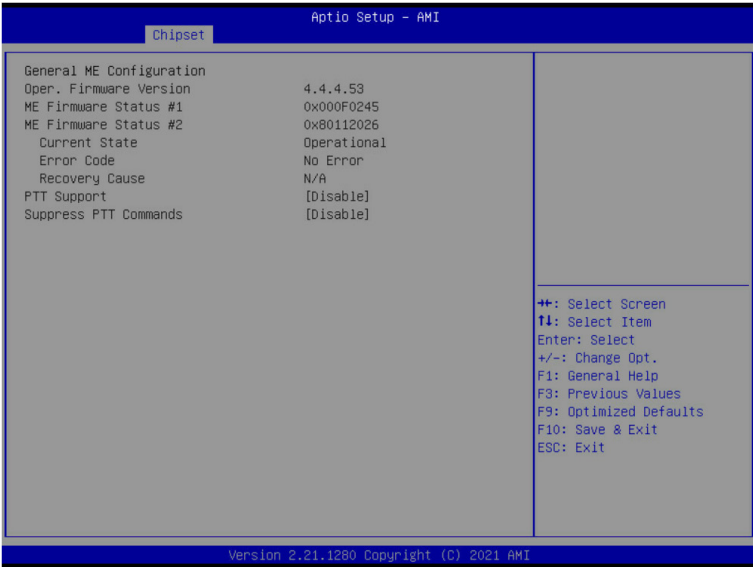 Aptio Setup – AMI
Chipset
General ME Configuration
Oper. Firmware Version 4.4.4.53
ME Firmware Status #1 0x000F0245
ME Firmware Status #2 0x80112026
Current State Operational
Error Code No Error
Recovery Cause N/A
PTT Support [Disable]
Suppress PTT Commands [Disable]
→←: Select Screen
↑↓: Select Item
Enter: Select
+/-: Change Opt.
F1: General Help
F3: Previous Values
F9: Optimized Defaults
F10: Save & Exit
ESC: Exit
Version 2.21.1280 Copyright (C) 2021 AMI